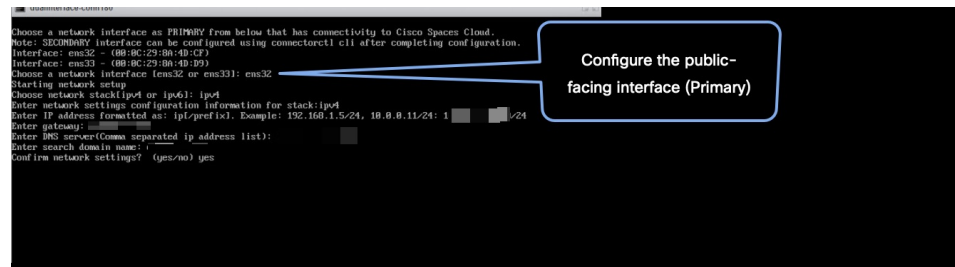 dualinterface-conn180
Choose a network interface as PRIMARY from below that has connectivity to Cisco Spaces Cloud.
Note: SECONDARY interface can be configured using connectorctl cli after completing configuration.
Interface: ens32 - (00:0C:29:8A:4D:CF)
Interface: ens33 - (00:0C:29:8A:4D:D9)
Choose a network interface [ens32 or ens33]: ens32
Starting network setup
Choose network stack[ipv4 or ipv6]: ipv4
Enter network settings configuration information for stack:ipv4
Enter IP address formatted as: ip[/prefix]. Example: 192.168.1.5/24, 10.0.0.11/24: 1 /24
Enter gateway:
Enter DNS server(Comma separated ip address list):
Enter search domain name:
Confirm network settings? (yes/no) yes
Configure the public-
facing interface (Primary)